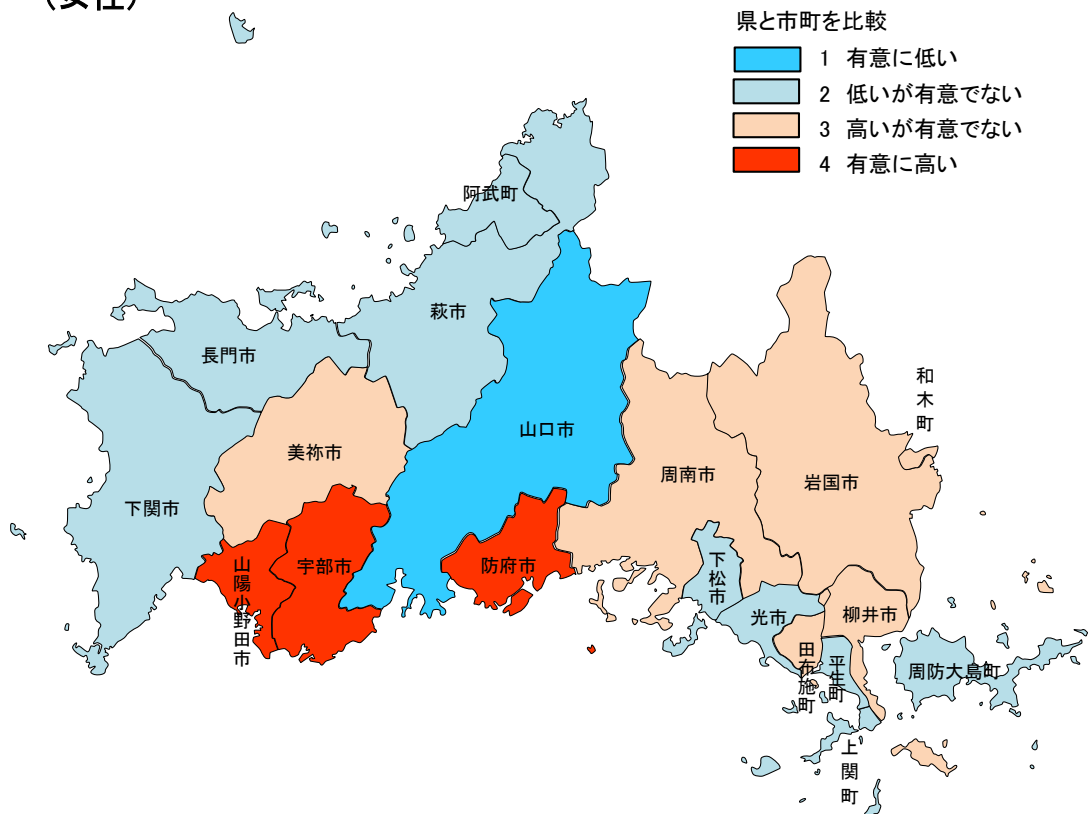 (女性)
県と市町を比較
1 有意に低い
2 低いが有意でない
3 高いが有意でない
4 有意に高い
阿武町
萩市
長門市
和木町
山口市
美祢市
周南市
岩国市
下関市
宇部市
防府市
山陽小野田市
下松市
光市
柳井市
田布施町
平生町
周防大島町
上関町